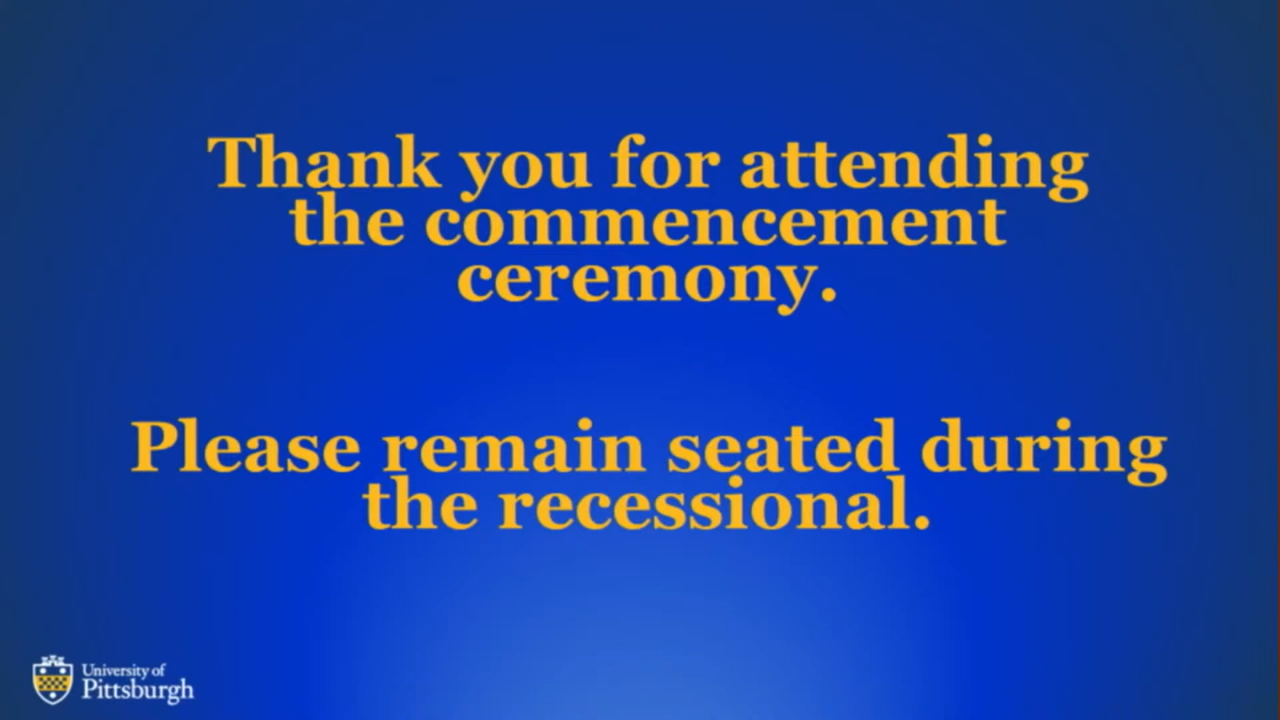 Thank you for attending
the commencement
ceremony.
Please remain seated during
the recessional.
University of
Pittsburgh